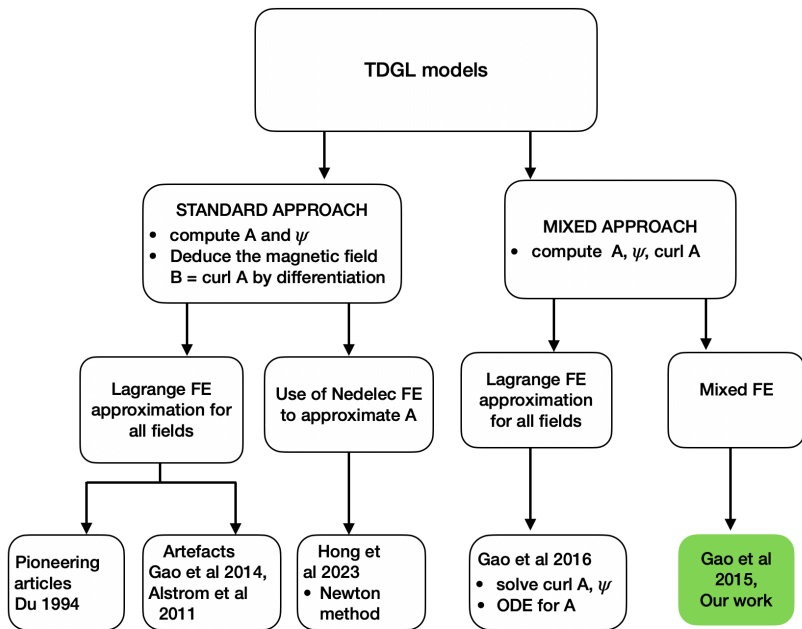 TDGL models
STANDARD APPROACH
• compute A and ψ
• Deduce the magnetic field
B = curl A by differentiation
MIXED APPROACH
• compute A, ψ, curl A
Lagrange FE
approximation for
all fields
Use of Nedelec FE
to approximate A
Lagrange FE
approximation
for all fields
Mixed FE
Pioneering
articles
Du 1994
Artefacts
Gao et al 2014,
Alstrom et al
2011
Hong et
al 2023
• Newton
method
Gao et al 2016
• solve curl A, ψ
• ODE for A
Gao et al
2015,
Our work